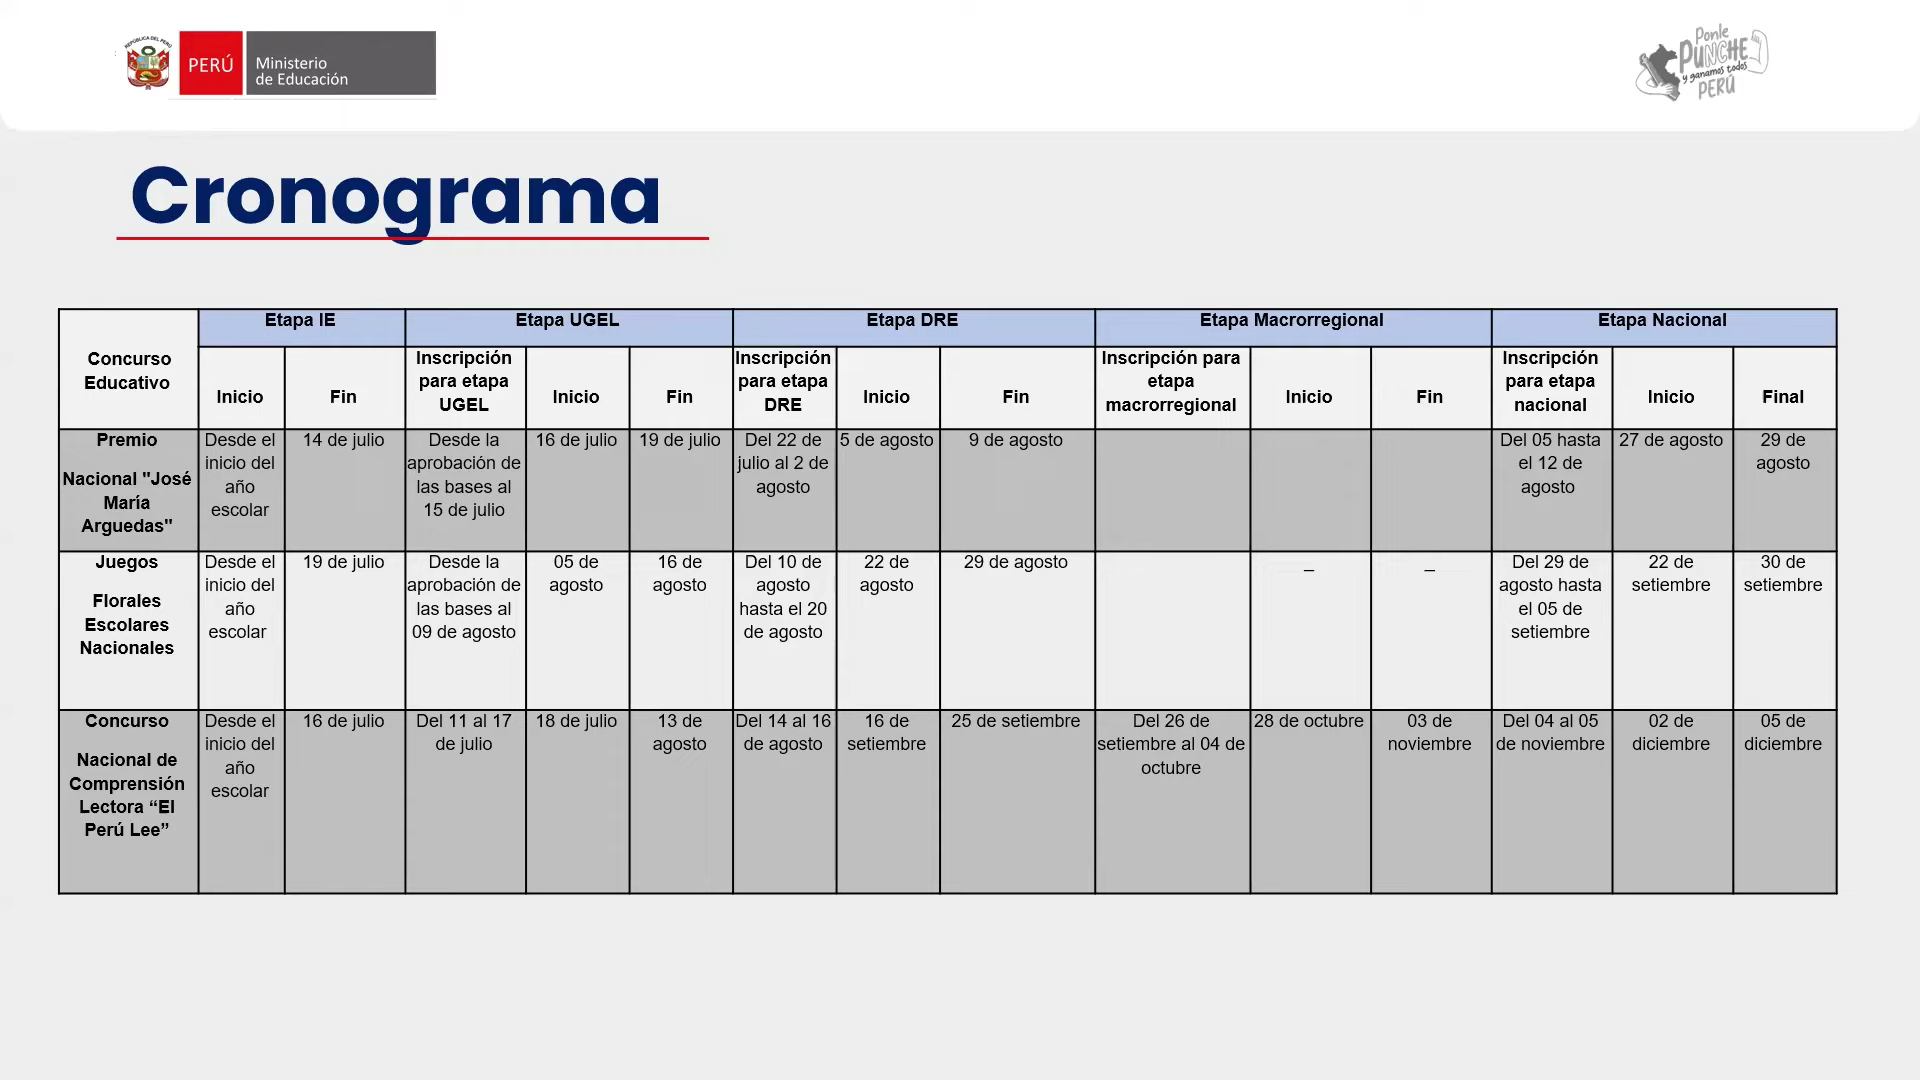 REPÚBLICA DEL PERÚ
PERÚ
Ministerio
de Educación
Ponle
PUNCHE
y ganamos todos
PERÚ
Cronograma
Concurso
Educativo
Etapa IE
Etapa UGEL
Etapa DRE
Etapa Macrorregional
Etapa Nacional
Inicio
Fin
Inscripción
para etapa
UGEL
Inicio
Fin
Inscripción
para etapa
DRE
Inicio
Fin
Inscripción para
etapa
macrorregional
Inicio
Fin
Inscripción
para etapa
nacional
Inicio
Final
Premio
Nacional "José
María
Arguedas"
Desde el
inicio del
año
escolar
14 de julio
Desde la
aprobación de
las bases al
15 de julio
16 de julio
19 de julio
Del 22 de
julio al 2 de
agosto
5 de agosto
9 de agosto
Del 05 hasta
el 12 de
agosto
27 de agosto
29 de
agosto
Juegos
Florales
Escolares
Nacionales
Desde el
inicio del
año
escolar
19 de julio
Desde la
aprobación de
las bases al
09 de agosto
05 de
agosto
16 de
agosto
Del 10 de
agosto
hasta el 20
de agosto
22 de
agosto
29 de agosto
_
_
Del 29 de
agosto hasta
el 05 de
setiembre
22 de
setiembre
30 de
setiembre
Concurso
Nacional de
Comprensión
Lectora “El
Perú Lee”
Desde el
inicio del
año
escolar
16 de julio
Del 11 al 17
de julio
18 de julio
13 de
agosto
Del 14 al 16
de agosto
16 de
setiembre
25 de setiembre
Del 26 de
setiembre al 04 de
octubre
28 de octubre
03 de
noviembre
Del 04 al 05
de noviembre
02 de
diciembre
05 de
diciembre